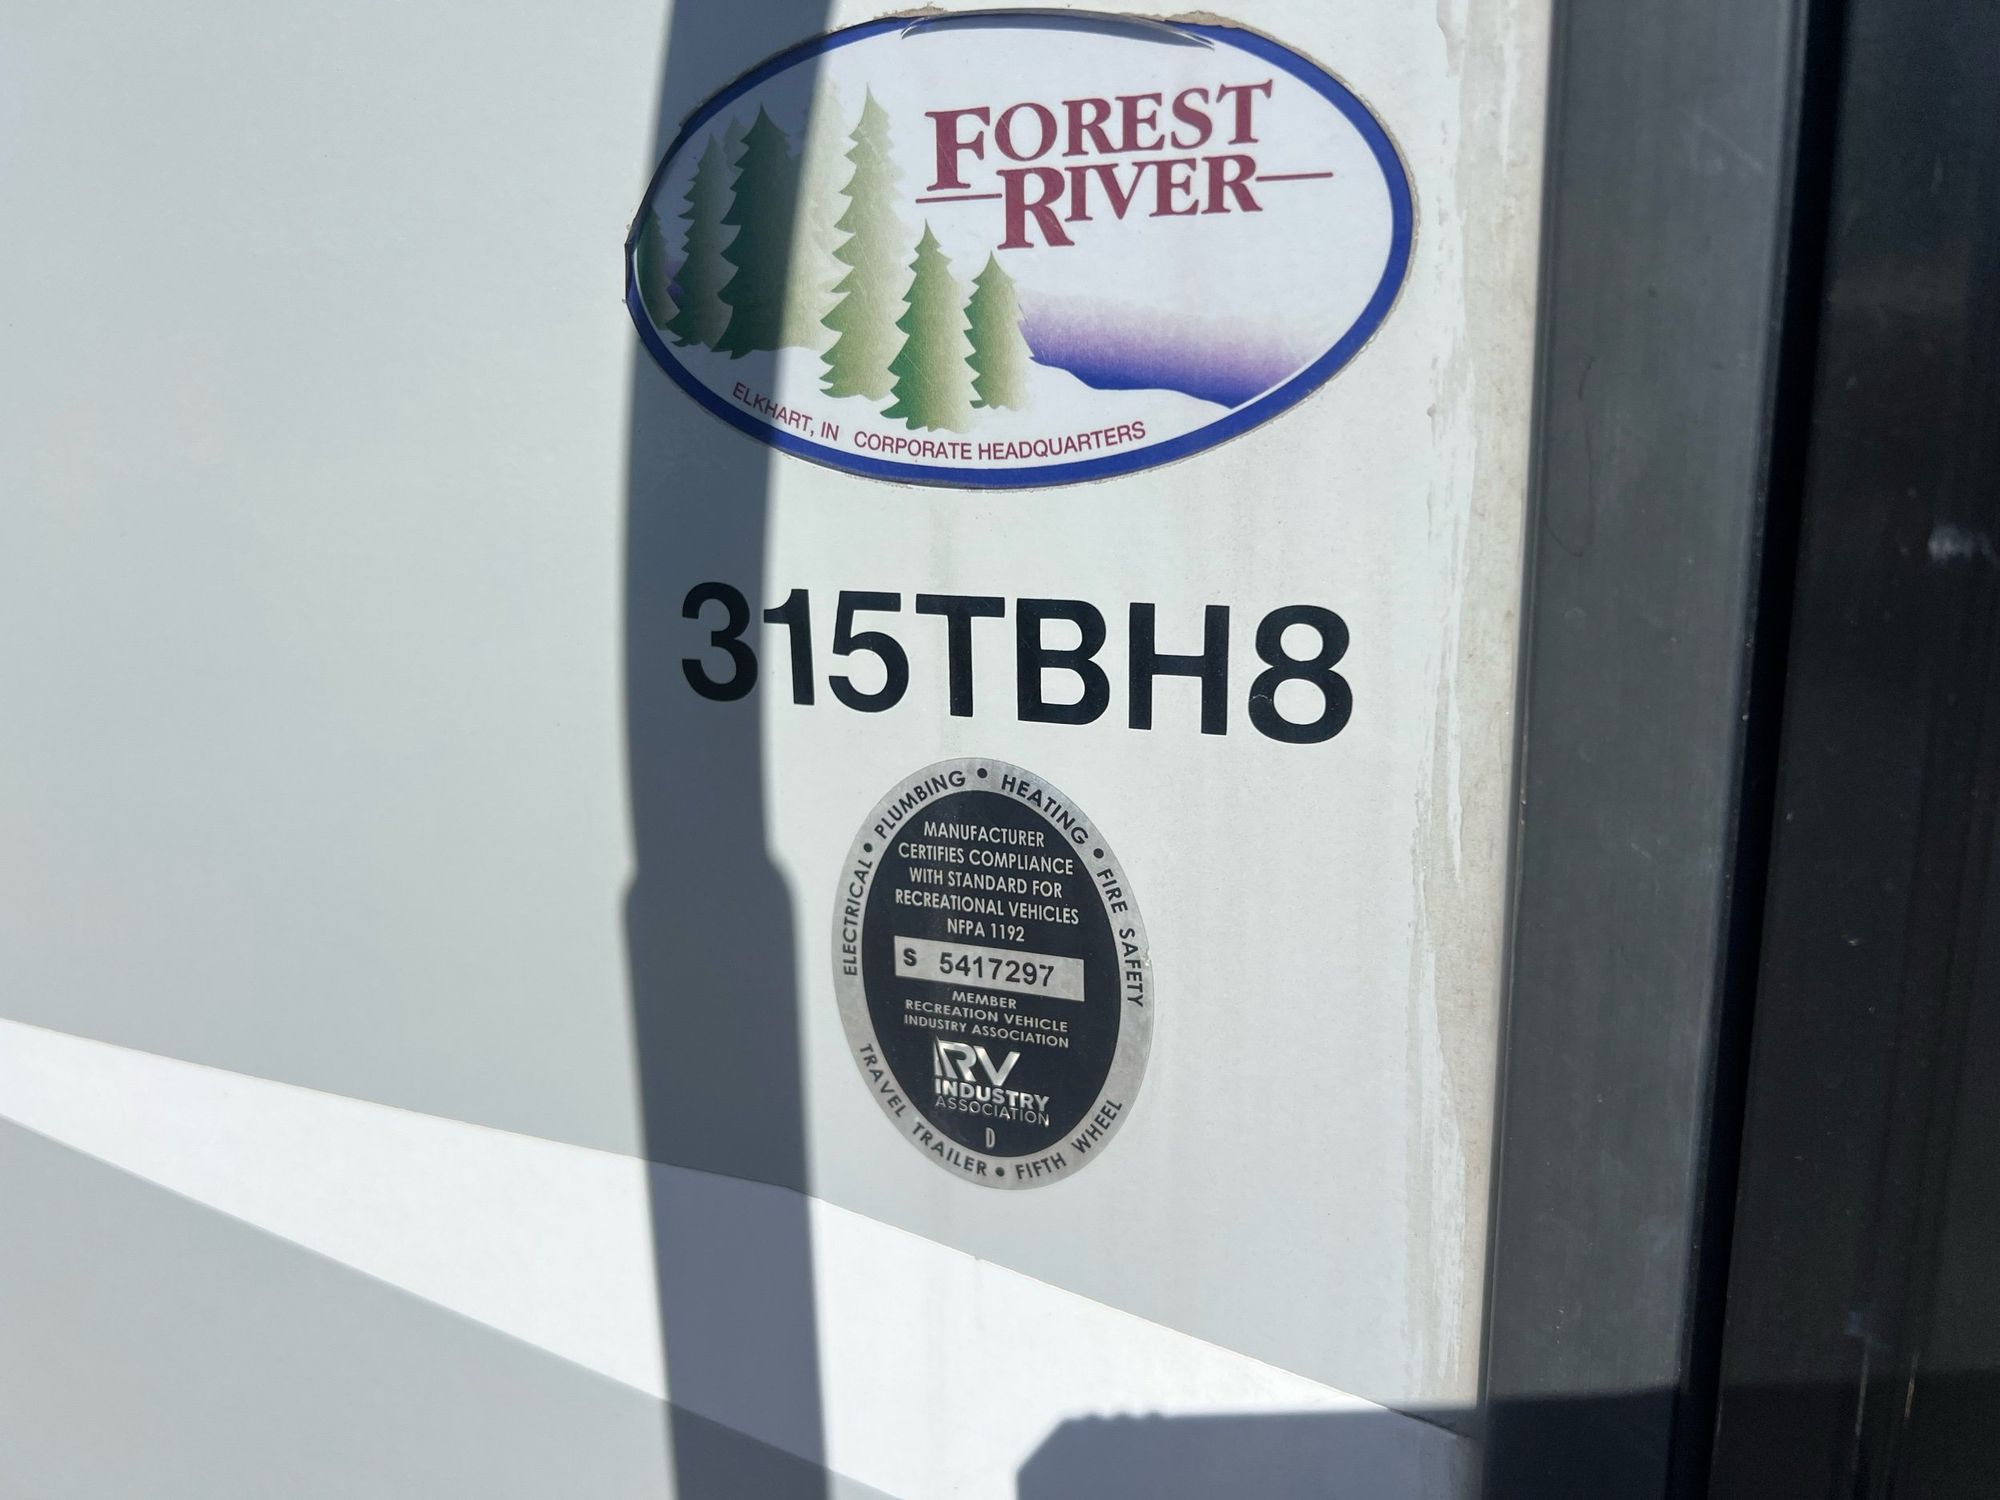 FOREST
RIVER
ELKHART, IN CORPORATE HEADQUARTERS
315TBH8
ELECTRICAL • PLUMBING • HEATING • FIRE SAFETY
MANUFACTURER
CERTIFIES COMPLIANCE
WITH STANDARD FOR
RECREATIONAL VEHICLES
NFPA 1192
S 5417297
MEMBER
RECREATION VEHICLE
INDUSTRY ASSOCIATION
RV
INDUSTRY
ASSOCIATION
D
TRAVEL TRAILER • FIFTH WHEEL